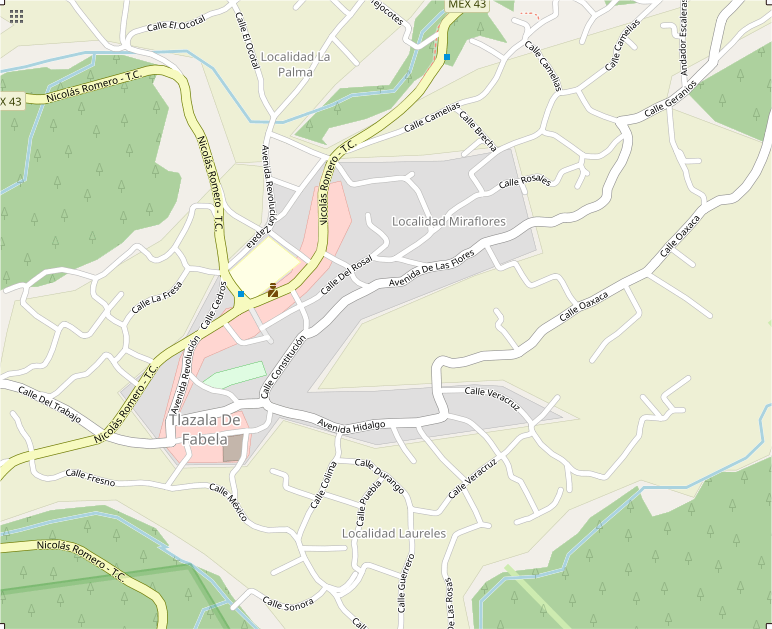 MEX 43
Calle El Ocotal
Calle El Ocotal
Calle Camelias
Calle Camelias
Andador Escaleras
Localidad La
Palma
Nicolás Romero - T.C.
X 43
Calle Geranios
Calle Camelias
Calle Brecha
Nicolás Romero - T.C.
Nicolás Romero - T.C.
Avenida Revolución
Calle Rosales
Nicolás Romero - T.C.
Localidad Miraflores
Zapata
Calle Oaxaca
Calle Del Rosal
Avenida De Las Flores
Calle La Fresa
Calle Cedros
Calle Oaxaca
Avenida Revolución
Calle Constitución
Nicolás Romero - T.C.
Calle Del Trabajo
Calle Veracruz
Tlazala De
Fabela
Avenida Hidalgo
Calle Fresno
Calle México
Calle Colima
Calle Durango
Calle Puebla
Calle Veracruz
Localidad Laureles
Nicolás Romero - T.C.
Calle Guerrero
De Las Rosas
Calle Sonora